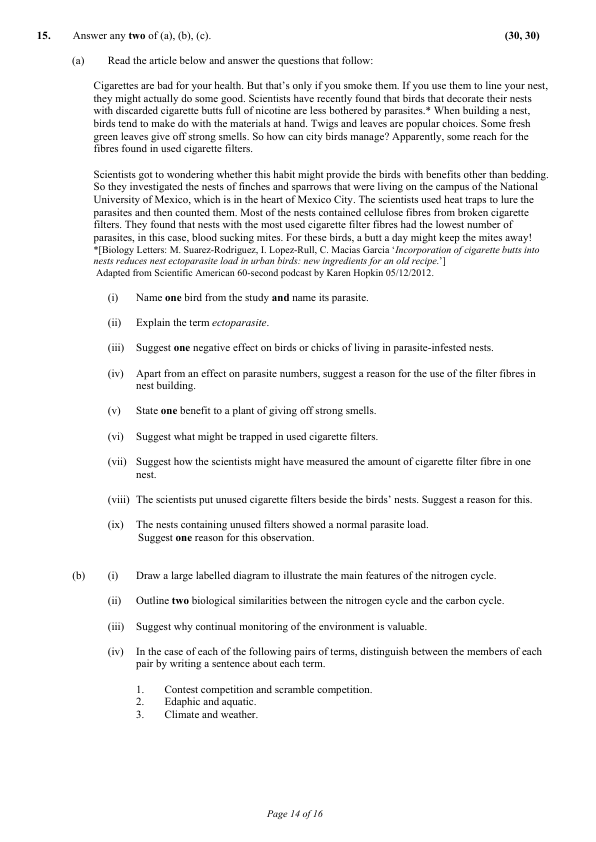 15. Answer any two of (a), (b), (c). (30, 30)
(a) Read the article below and answer the questions that follow:
Cigarettes are bad for your health. But that's only if you smoke them. If you use them to line your nest,
they might actually do some good. Scientists have recently found that birds that decorate their nests
with discarded cigarette butts full of nicotine are less bothered by parasites.* When building a nest,
birds tend to make do with the materials at hand. Twigs and leaves are popular choices. Some fresh
green leaves give off strong smells. So how can city birds manage? Apparently, some reach for the
fibres found in used cigarette filters.
Scientists got to wondering whether this habit might provide the birds with benefits other than bedding.
So they investigated the nests of finches and sparrows that were living on the campus of the National
University of Mexico, which is in the heart of Mexico City. The scientists used heat traps to lure the
parasites and then counted them. Most of the nests contained cellulose fibres from broken cigarette
filters. They found that nests with the most used cigarette filter fibres had the lowest number of
parasites, in this case, blood sucking mites. For these birds, a butt a day might keep the mites away!
*[Biology Letters: M. Suarez-Rodriguez, I. Lopez-Rull, C. Macias Garcia 'Incorporation of cigarette butts into
nests reduces nest ectoparasite load in urban birds: new ingredients for an old recipe.']
Adapted from Scientific American 60-second podcast by Karen Hopkin 05/12/2012.
(i) Name one bird from the study and name its parasite.
(ii) Explain the term ectoparasite.
(iii) Suggest one negative effect on birds or chicks of living in parasite-infested nests.
(iv) Apart from an effect on parasite numbers, suggest a reason for the use of the filter fibres in
nest building.
(v) State one benefit to a plant of giving off strong smells.
(vi) Suggest what might be trapped in used cigarette filters.
(vii) Suggest how the scientists might have measured the amount of cigarette filter fibre in one
nest.
(viii) The scientists put unused cigarette filters beside the birds' nests. Suggest a reason for this.
(ix) The nests containing unused filters showed a normal parasite load.
Suggest one reason for this observation.
(b) (i) Draw a large labelled diagram to illustrate the main features of the nitrogen cycle.
(ii) Outline two biological similarities between the nitrogen cycle and the carbon cycle.
(iii) Suggest why continual monitoring of the environment is valuable.
(iv) In the case of each of the following pairs of terms, distinguish between the members of each
pair by writing a sentence about each term.
1. Contest competition and scramble competition.
2. Edaphic and aquatic.
3. Climate and weather.
Page 14 of 16